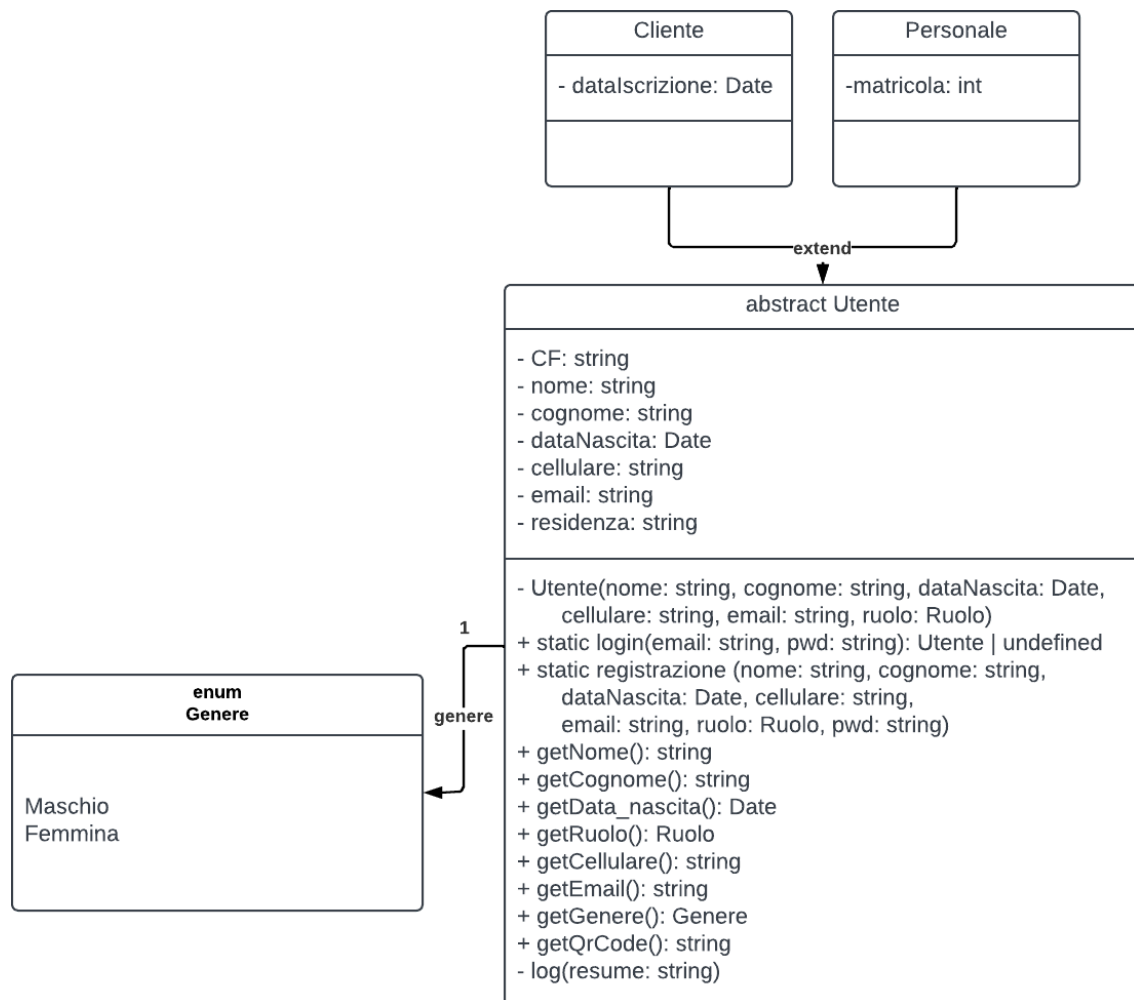 Cliente
- dataIscrizione: Date
Personale
-matricola: int
extend
abstract Utente
- CF: string
- nome: string
- cognome: string
- dataNascita: Date
- cellulare: string
- email: string
- residenza: string
- Utente(nome: string, cognome: string, dataNascita: Date,
cellulare: string, email: string, ruolo: Ruolo)
+ static login(email: string, pwd: string): Utente | undefined
+ static registrazione (nome: string, cognome: string,
dataNascita: Date, cellulare: string,
email: string, ruolo: Ruolo, pwd: string)
+ getNome(): string
+ getCognome(): string
+ getData_nascita(): Date
+ getRuolo(): Ruolo
+ getCellulare(): string
+ getEmail(): string
+ getGenere(): Genere
+ getQrCode(): string
- log(resume: string)
1
genere
enum
Genere
Maschio
Femmina